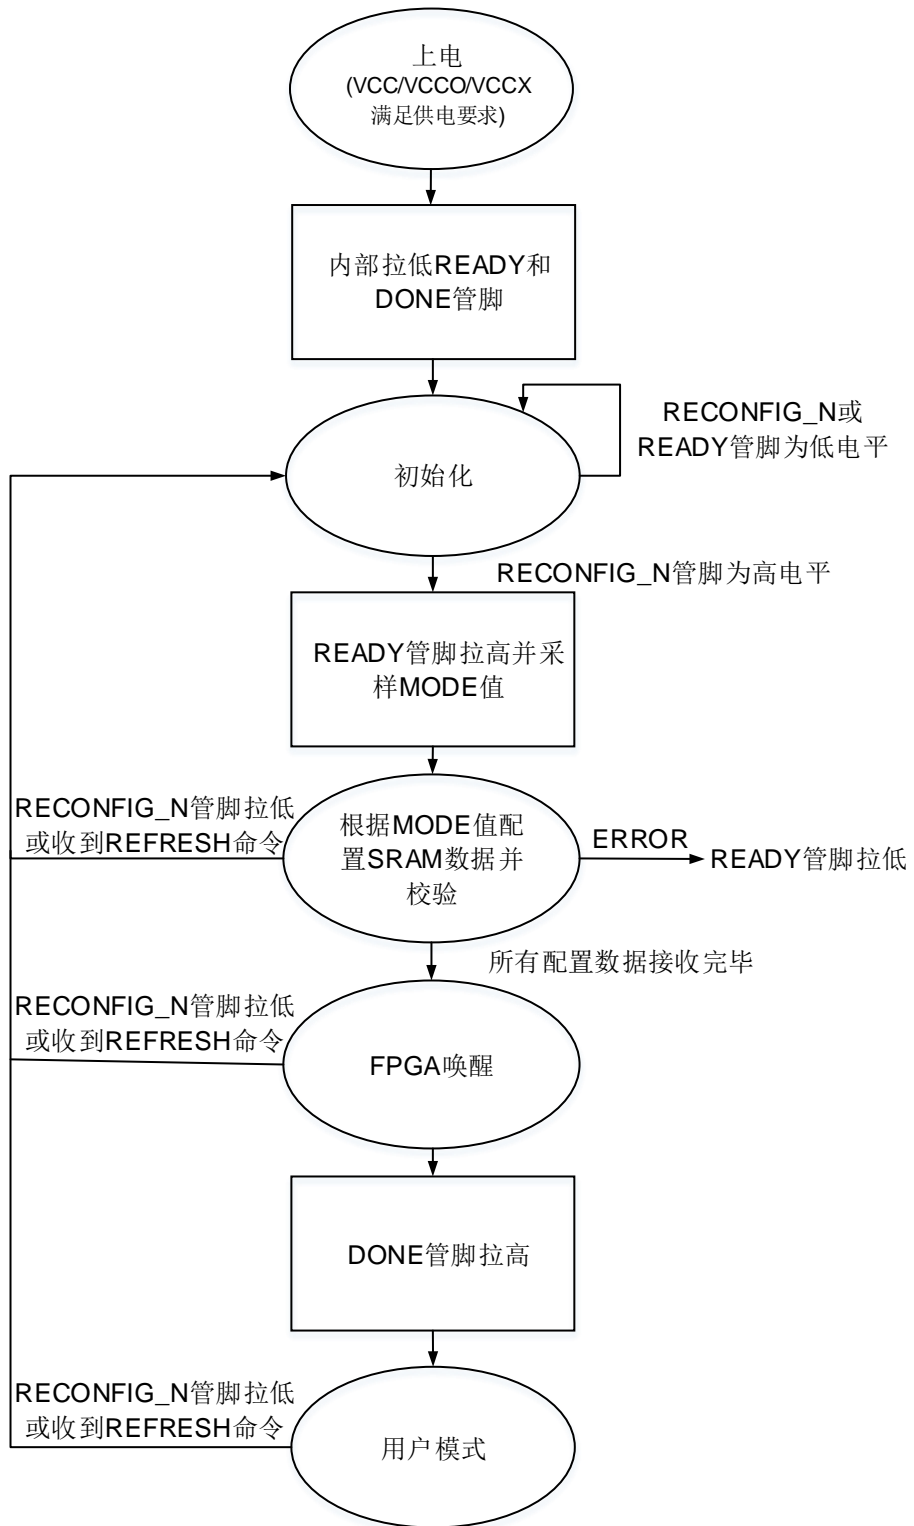 上电
(VCC/VCCO/VCCX
满足供电要求)
内部拉低READY和
DONE管脚
RECONFIG_N或
READY管脚为低电平
初始化
RECONFIG_N管脚为高电平
READY管脚拉高并采
样MODE值
RECONFIG_N管脚拉低
或收到REFRESH命令
根据MODE值配
置SRAM数据并
校验
ERROR
READY管脚拉低
所有配置数据接收完毕
RECONFIG_N管脚拉低
或收到REFRESH命令
FPGA唤醒
DONE管脚拉高
RECONFIG_N管脚拉低
或收到REFRESH命令
用户模式